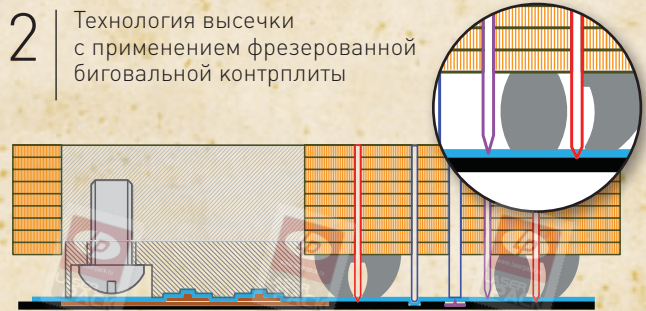 2
Технология высечки
с применением фрезерованной
биговальной контрплиты